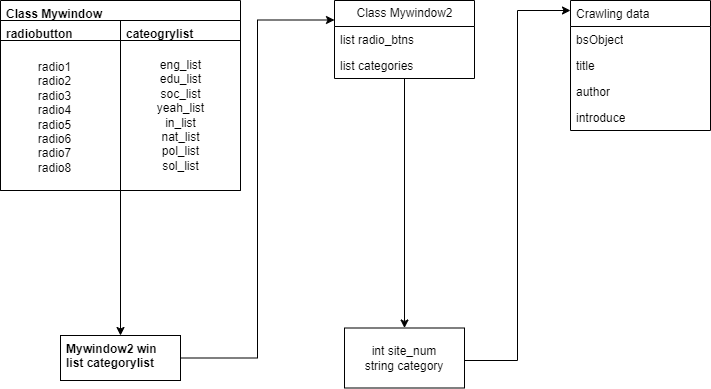 Class Mywindow
radiobutton
cateogrylist
radio1
radio2
radio3
radio4
radio5
radio6
radio7
radio8
eng_list
edu_list
soc_list
yeah_list
in_list
nat_list
pol_list
sol_list
Mywindow2 win
list categorylist
Class Mywindow2
list radio_btns
list categories
int site_num
string category
Crawling data
bsObject
title
author
introduce